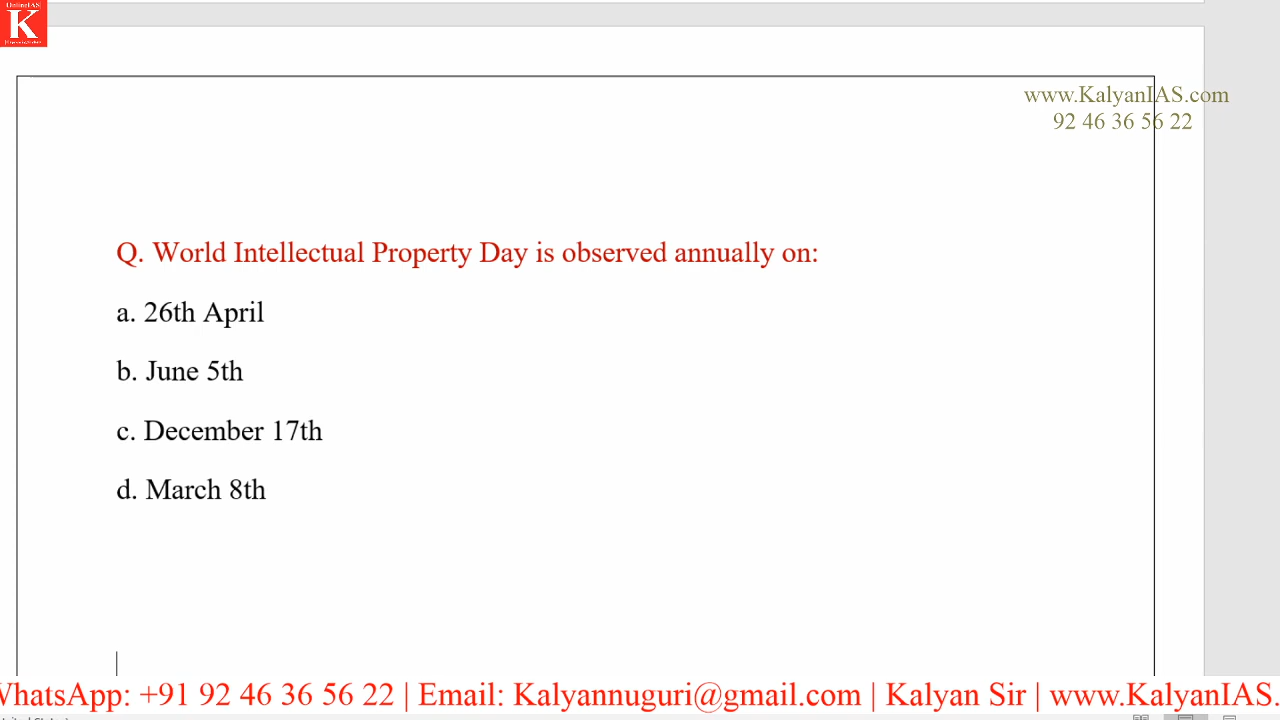 OnlineIAS
K
www.KalyanIAS.com
92 46 36 56 22
Q. World Intellectual Property Day is observed annually on:
a. 26th April
b. June 5th
c. December 17th
d. March 8th
WhatsApp: +91 92 46 36 56 22 | Email: Kalyannuguri@gmail.com | Kalyan Sir | www.KalyanIAS.